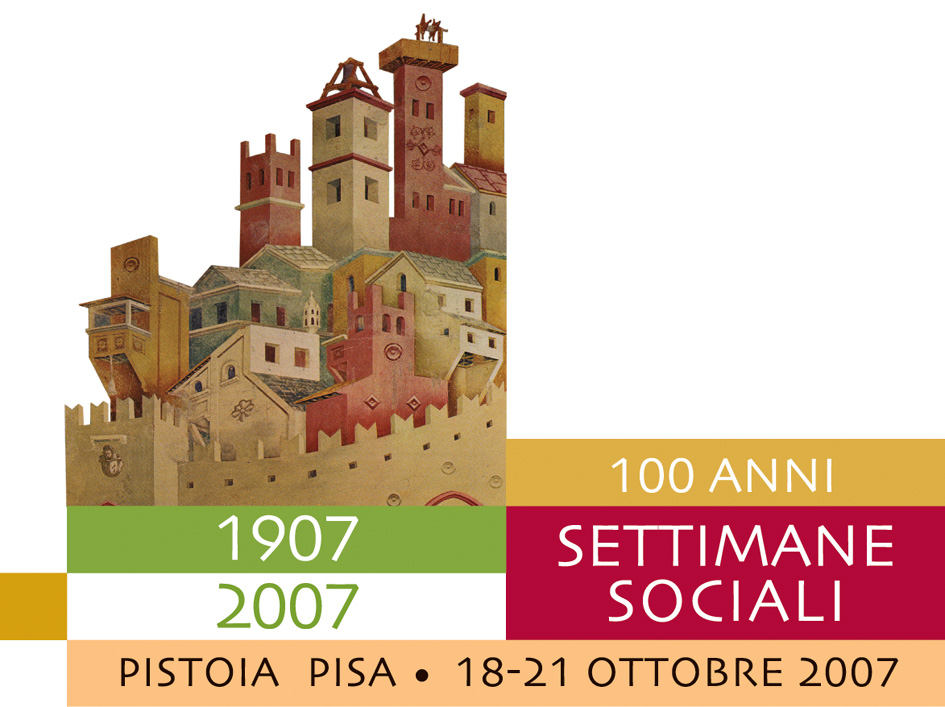 100 ANNI
1907
SETTIMANE
SOCIALI
2007
PISTOIA PISA • 18-21 OTTOBRE 2007